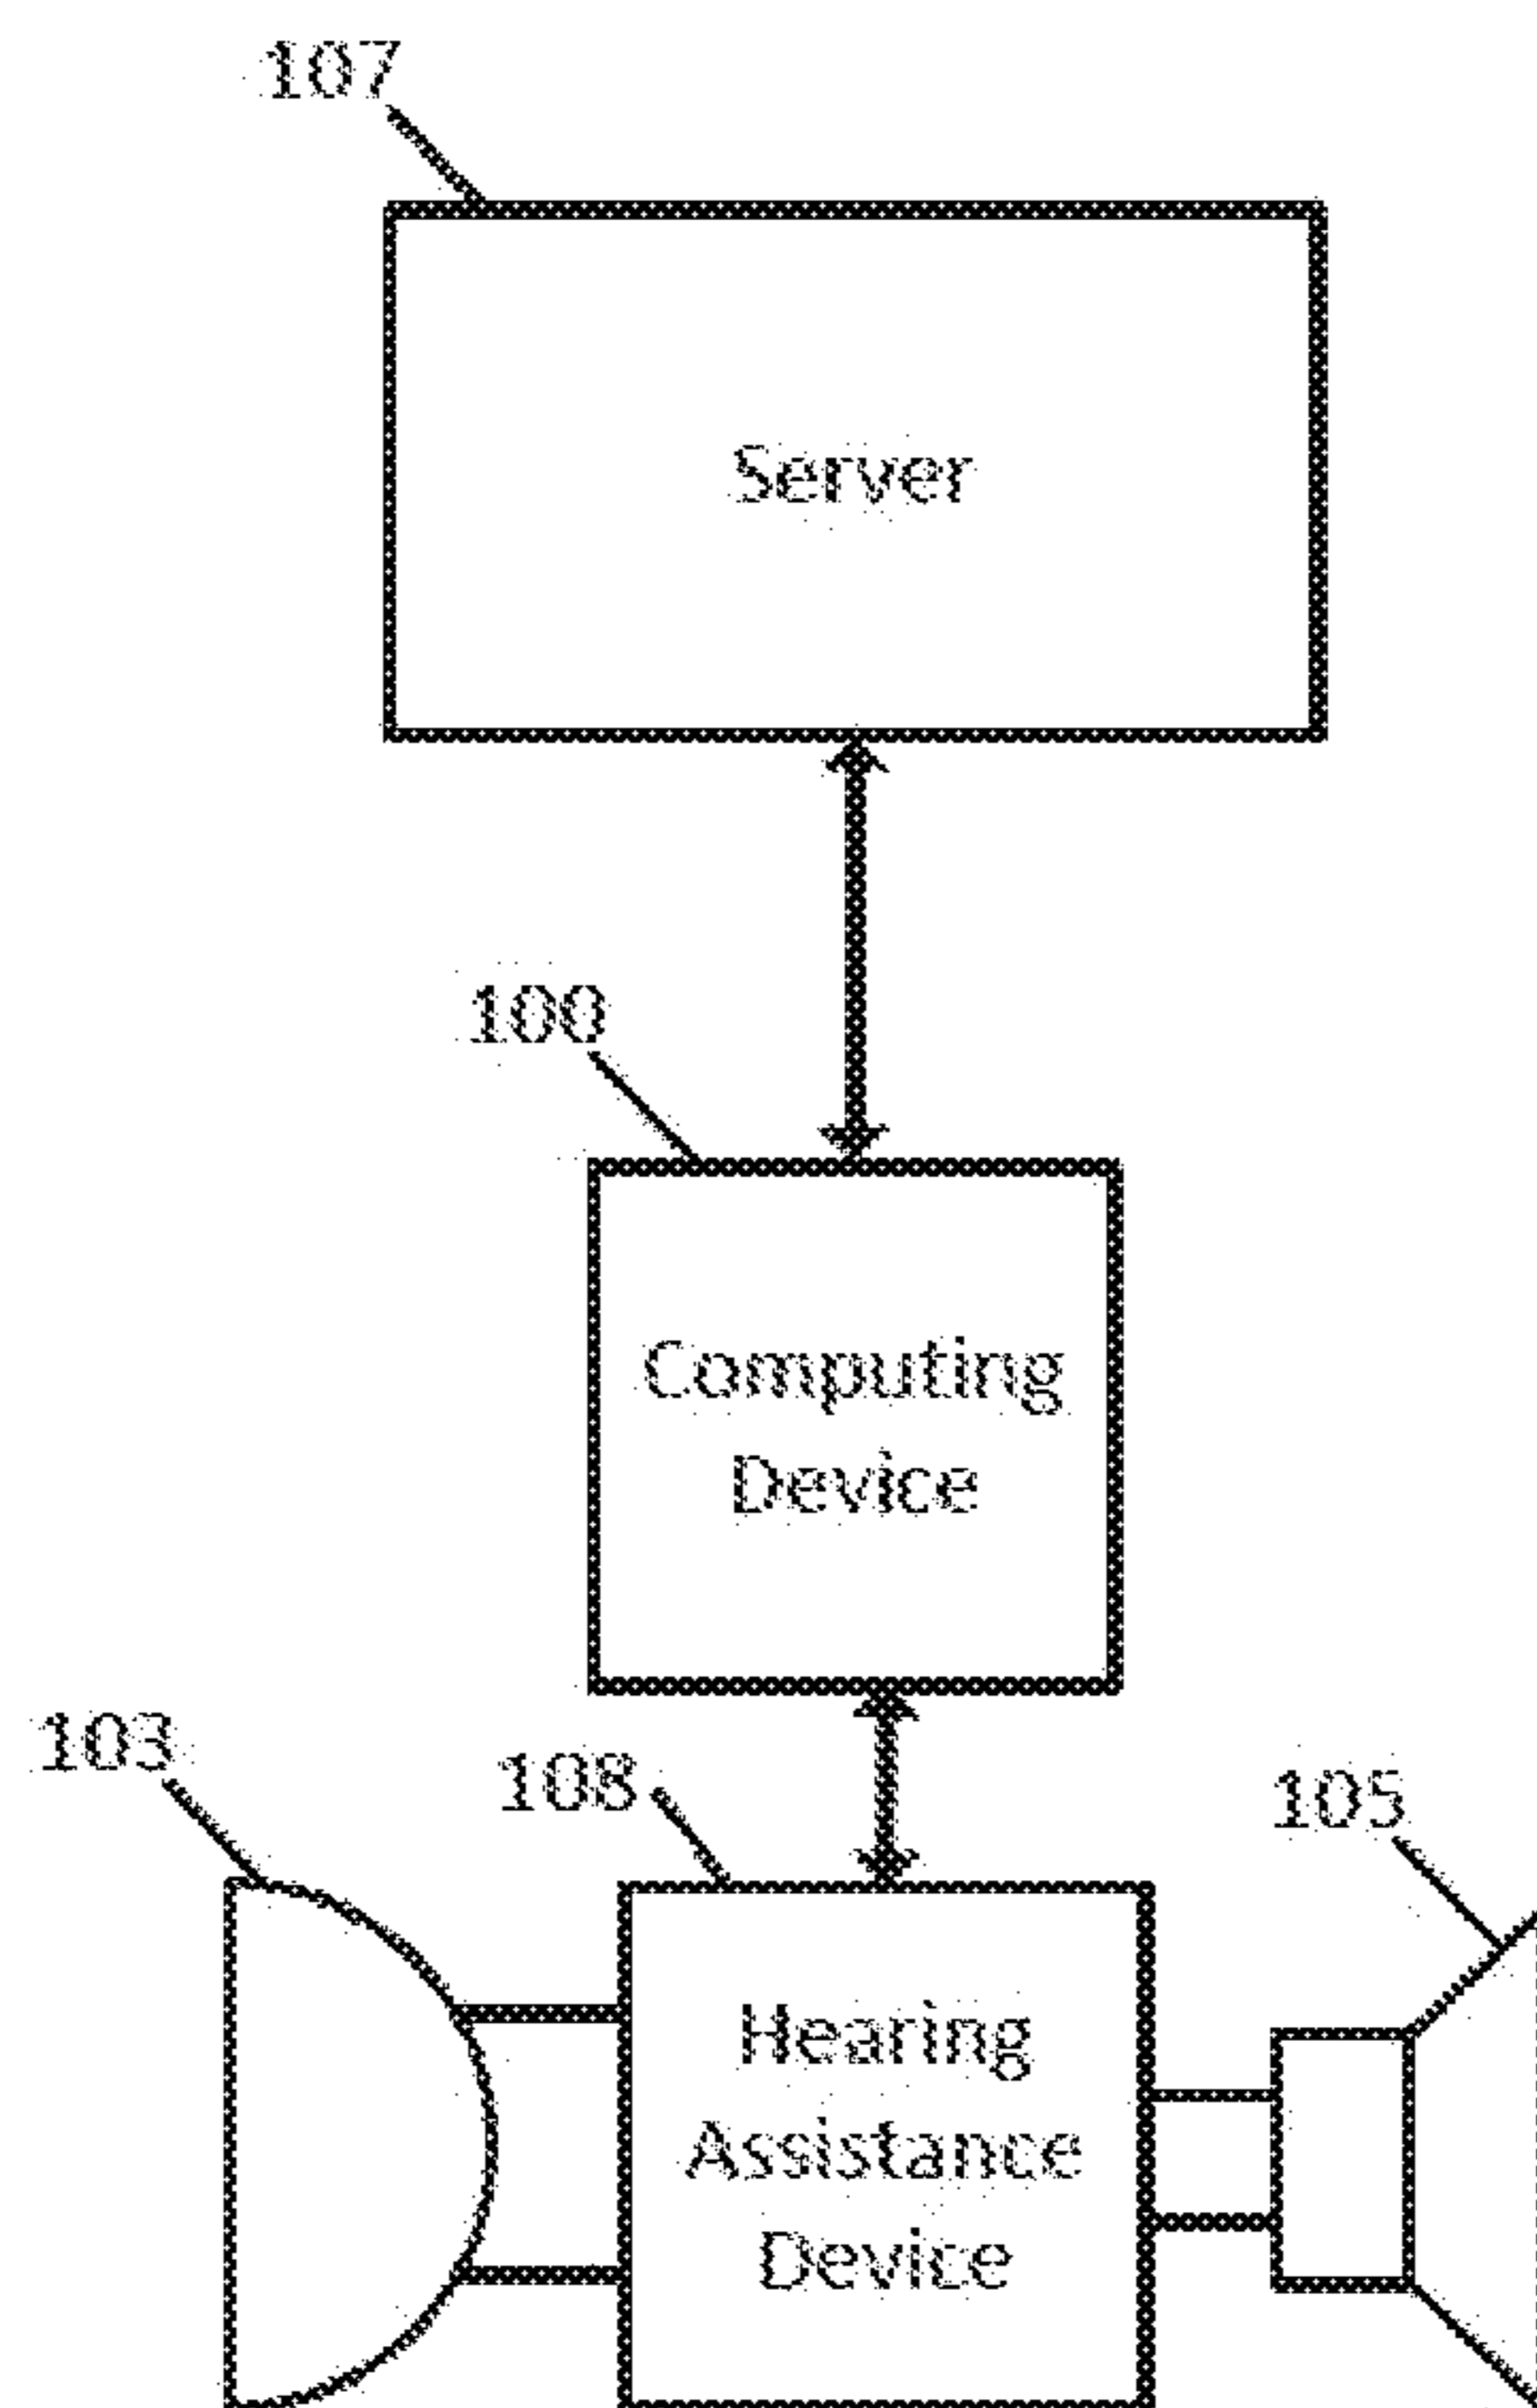 107
Server
100
Computing
Device
103
108
105
Hearing
Assistance
Device